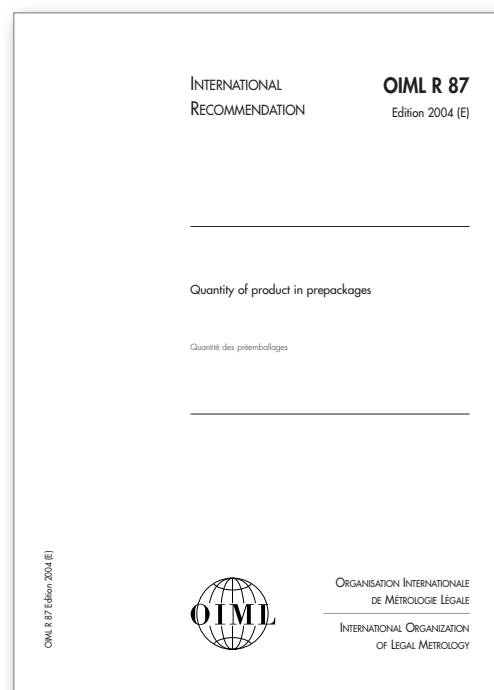 INTERNATIONAL
RECOMMENDATION
OIML R 87
Edition 2004 (E)
Quantity of product in prepackages
Quantité des préemballages
OIML R 87 Edition 2004 (E)
OIML
ORGANISATION INTERNATIONALE
DE MÉTROLOGIE LÉGALE
INTERNATIONAL ORGANIZATION
OF LEGAL METROLOGY